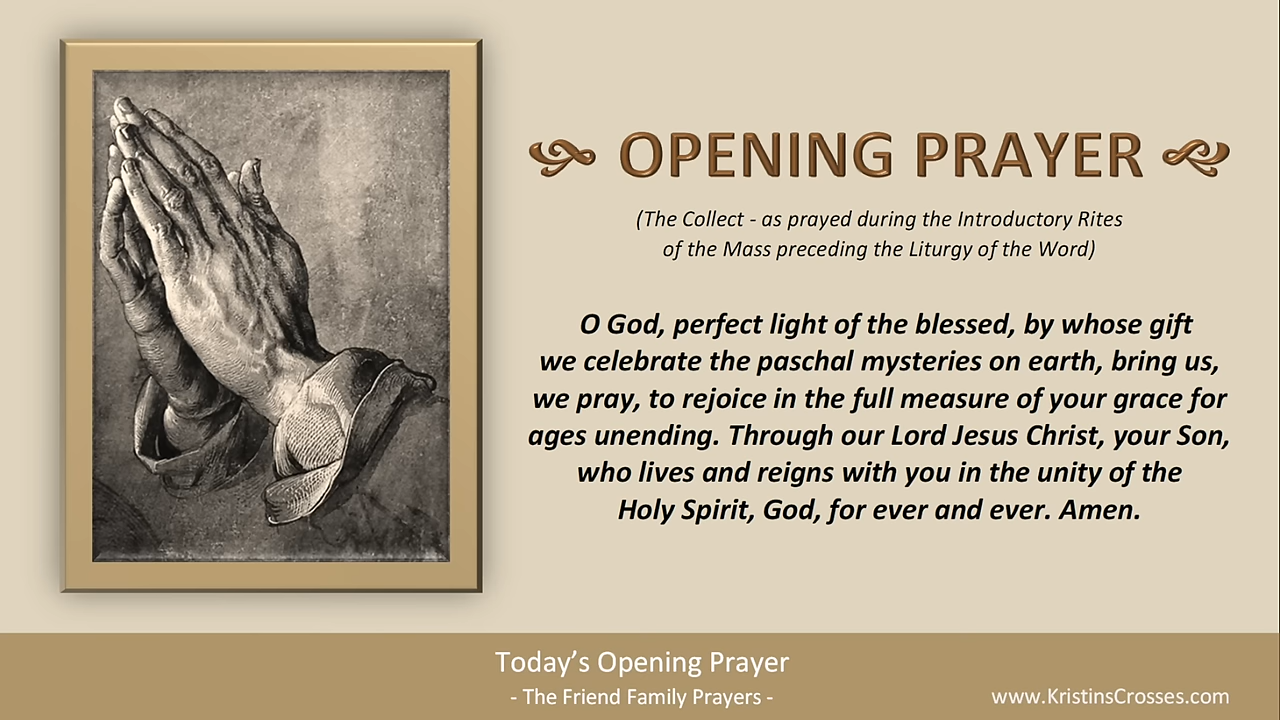 OPENING PRAYER
(The Collect - as prayed during the Introductory Rites
of the Mass preceding the Liturgy of the Word)
O God, perfect light of the blessed, by whose gift
we celebrate the paschal mysteries on earth, bring us,
we pray, to rejoice in the full measure of your grace for
ages unending. Through our Lord Jesus Christ, your Son,
who lives and reigns with you in the unity of the
Holy Spirit, God, for ever and ever. Amen.
Today’s Opening Prayer
- The Friend Family Prayers -
www.KristinsCrosses.com